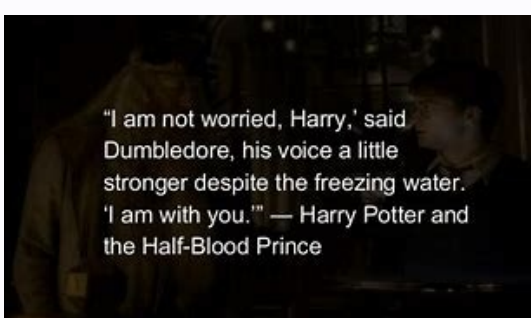 “I am not worried, Harry,’ said
Dumbledore, his voice a little
stronger despite the freezing water.
‘I am with you.’” — Harry Potter and
the Half-Blood Prince